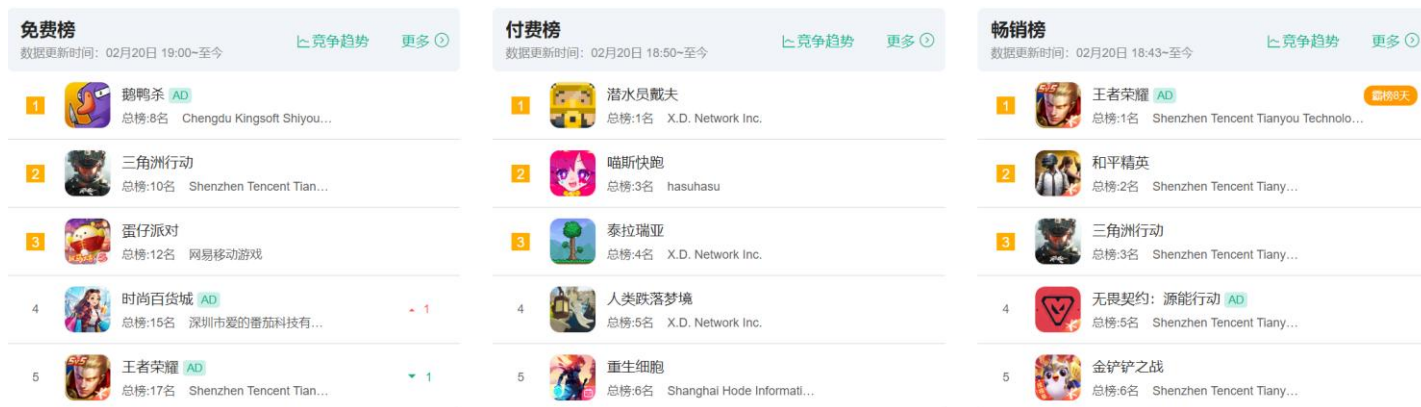 免费榜
数据更新时间：02月20日 19:00~至今
竞争趋势
更多
1
鹅鸭杀 AD
总榜:8名 Chengdu Kingsoft Shiyou...
2
三角洲行动
总榜:10名 Shenzhen Tencent Tian...
3
蛋仔派对
总榜:12名 网易移动游戏
4
时尚百货城 AD
总榜:15名 深圳市爱的番茄科技有...
1
5
王者荣耀 AD
总榜:17名 Shenzhen Tencent Tian...
1
付费榜
数据更新时间：02月20日 18:50~至今
竞争趋势
更多
1
潜水员戴夫
总榜:1名 X.D. Network Inc.
2
喵斯快跑
总榜:3名 hasuhasu
3
泰拉瑞亚
总榜:4名 X.D. Network Inc.
4
人类跌落梦境
总榜:5名 X.D. Network Inc.
5
重生细胞
总榜:6名 Shanghai Hode Informati...
畅销榜
数据更新时间：02月20日 18:43~至今
竞争趋势
更多
1
王者荣耀 AD
霸榜8天
总榜:1名 Shenzhen Tencent Tianyou Technolo...
2
和平精英
总榜:2名 Shenzhen Tencent Tiany...
3
三角洲行动
总榜:3名 Shenzhen Tencent Tiany...
4
无畏契约：源能行动 AD
总榜:5名 Shenzhen Tencent Tiany...
5
金铲铲之战
总榜:6名 Shenzhen Tencent Tiany...